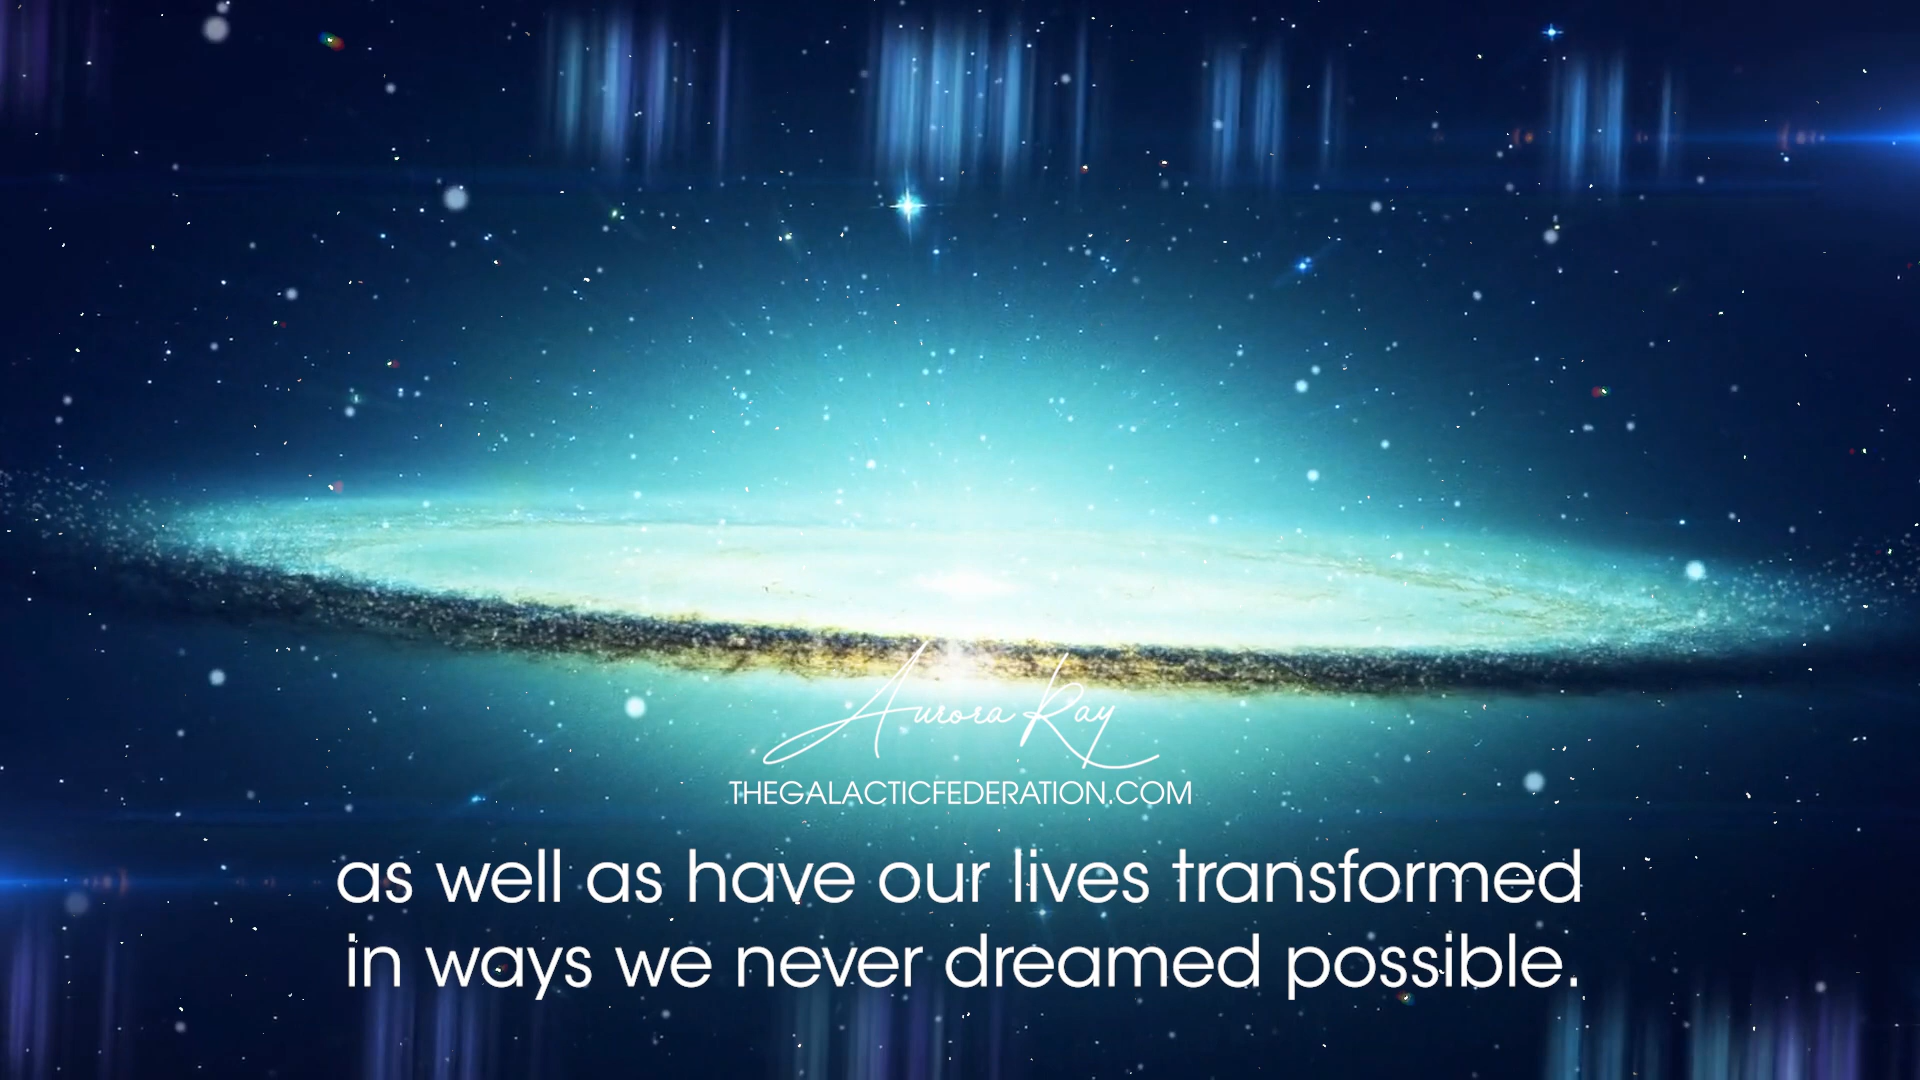 Aurora Ray
THEGALACTICFEDERATION.COM
as well as have our lives transformed
in ways we never dreamed possible.